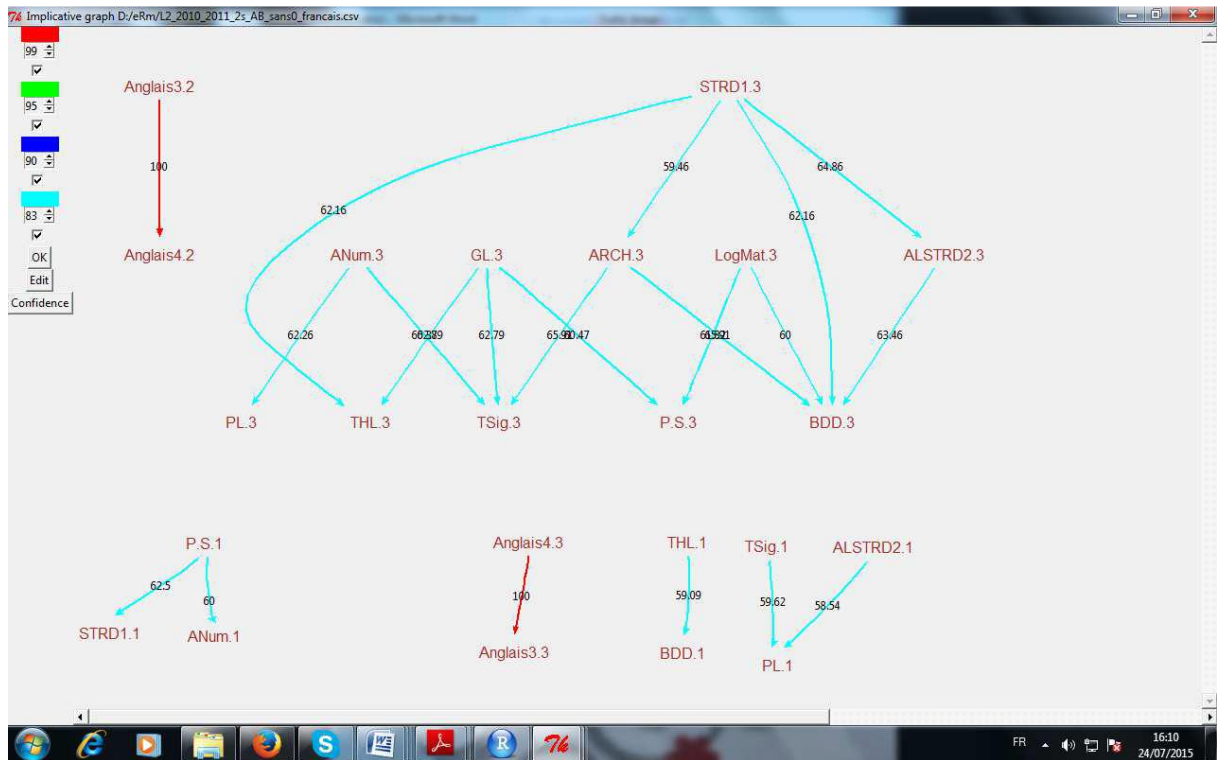 Implicative graph D:/eRm/L2_2010_2011_2s_AB_sans0_francais.csv
99
95
90
83
OK
Edit
Confidence
Anglais3.2
STRD1.3
100
59.46
64.86
62.16
62.16
Anglais4.2
ANum.3
GL.3
ARCH.3
LogMat.3
ALSTRD2.3
62.26
62.79
60.47
60
63.46
PL.3
THL.3
TSig.3
P.S.3
BDD.3
P.S.1
Anglais4.3
THL.1
TSig.1
ALSTRD2.1
62.5
60
100
59.09
59.62
58.54
STRD1.1
ANum.1
Anglais3.3
BDD.1
PL.1
FR
16:10
24/07/2015